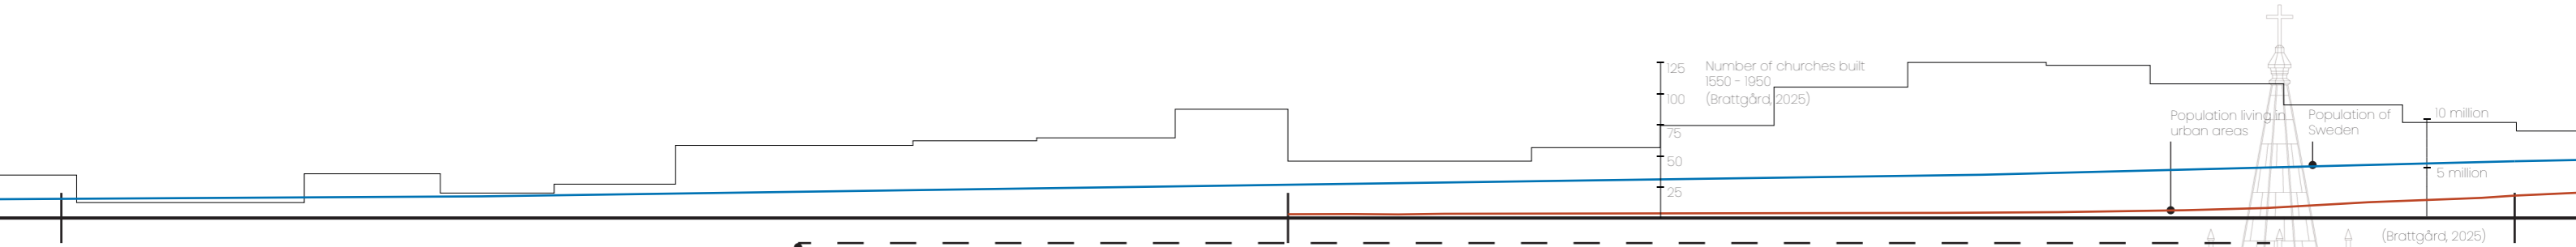 125
100
75
50
25
Number of churches built
1550 - 1950
(Brattgård, 2025)
Population living in
urban areas
Population of
Sweden
10 million
5 million
(Brattgård, 2025)